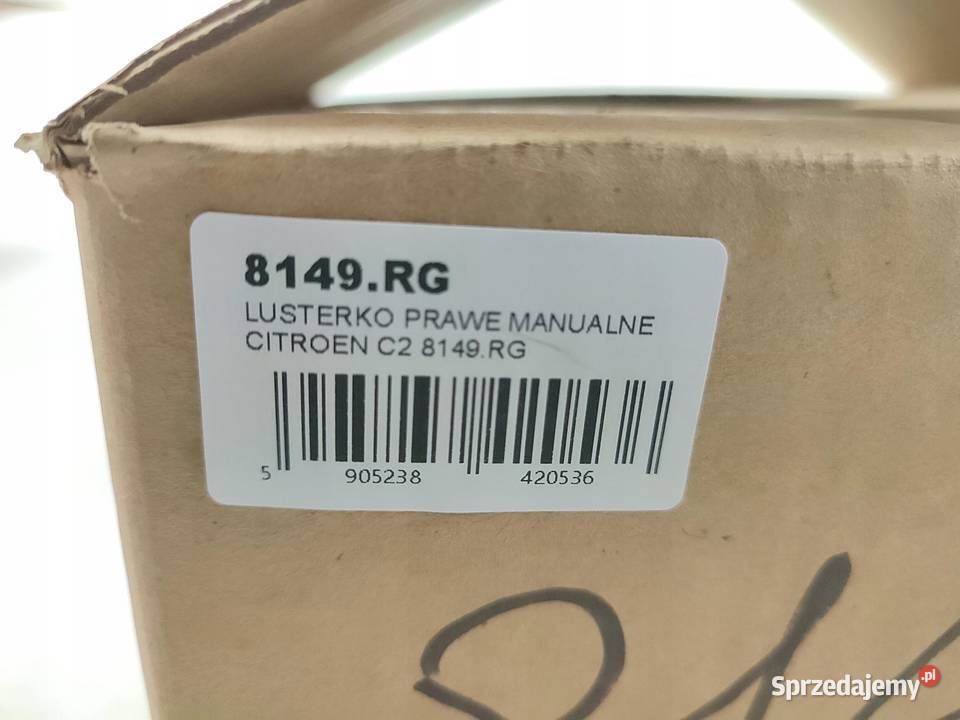 8149.RG
LUSTERKO PRAWE MANUALNE
CITROEN C2 8149.RG
5 905238 420536
Sprzedajemy.pl